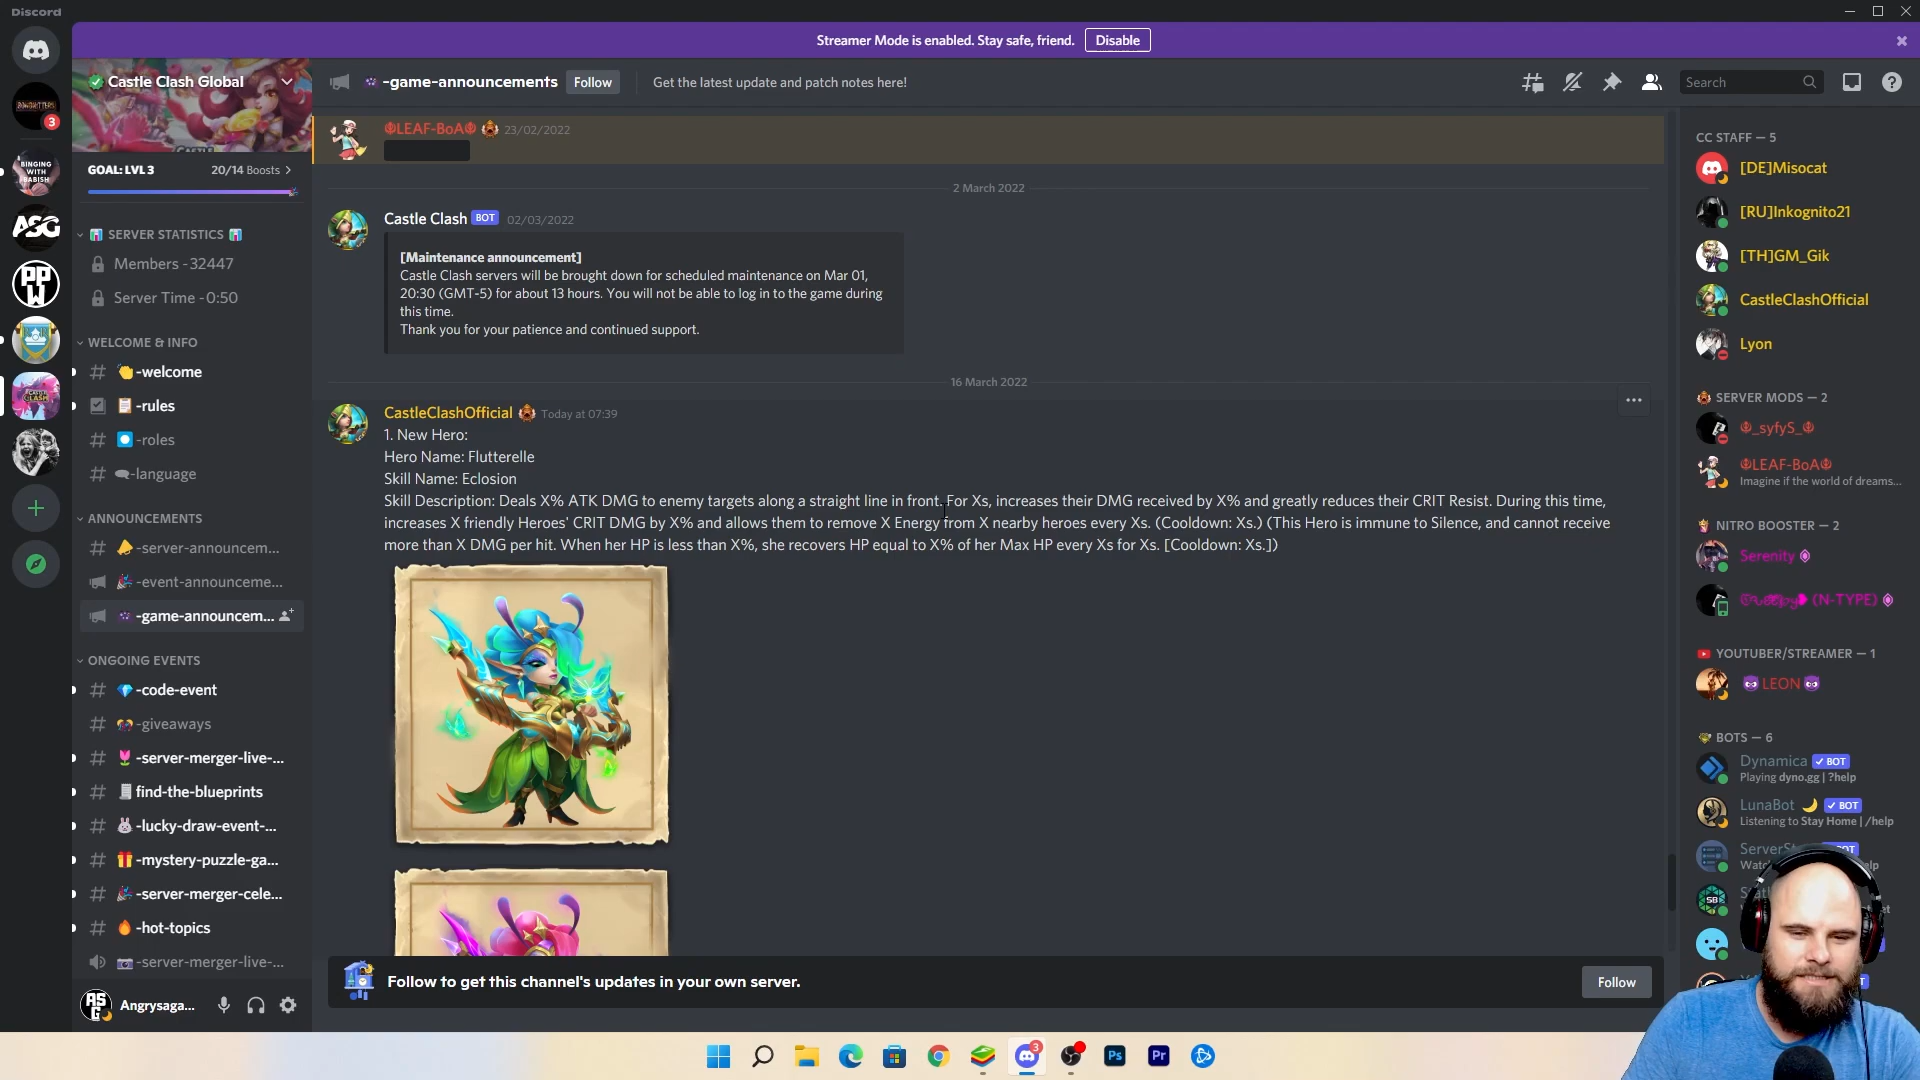 Discord
Streamer Mode is enabled. Stay safe, friend.
Disable
Castle Clash Global
-game-announcements
Follow
Get the latest update and patch notes here!
Search
3
BINGING
WITH
BABISH
ASG
PPW
GOAL: LVL 3
20/14 Boosts
SERVER STATISTICS
Members - 32447
Server Time - 0:50
WELCOME & INFO
-welcome
-rules
-roles
-language
ANNOUNCEMENTS
-server-announcem...
-event-announceme...
-game-announcem...
ONGOING EVENTS
-code-event
-giveaways
-server-merger-live-...
find-the-blueprints
-lucky-draw-event-...
-mystery-puzzle-ga...
-server-merger-cele...
-hot-topics
-server-merger-live-...
Angrysaga...
LEAF-BoA
23/02/2022
2 March 2022
Castle Clash BOT 02/03/2022
[Maintenance announcement]
Castle Clash servers will be brought down for scheduled maintenance on Mar 01,
20:30 (GMT-5) for about 13 hours. You will not be able to log in to the game during
this time.
Thank you for your patience and continued support.
16 March 2022
CastleClashOfficial Today at 07:39
1. New Hero:
Hero Name: Flutterelle
Skill Name: Eclosion
Skill Description: Deals X% ATK DMG to enemy targets along a straight line in front. For Xs, increases their DMG received by X% and greatly reduces their CRIT Resist. During this time,
increases X friendly Heroes' CRIT DMG by X% and allows them to remove X Energy from X nearby heroes every Xs. (Cooldown: Xs.) (This Hero is immune to Silence, and cannot receive
more than X DMG per hit. When her HP is less than X%, she recovers HP equal to X% of her Max HP every Xs for Xs. [Cooldown: Xs.])
Follow to get this channel's updates in your own server.
Follow
CC STAFF — 5
[DE]Misocat
[RU]Inkognito21
[TH]GM_Gik
CastleClashOfficial
Lyon
SERVER MODS — 2
_syfyS_
LEAF-BoA
Imagine if the world of dreams...
NITRO BOOSTER — 2
Serenity
(N-TYPE)
YOUTUBER/STREAMER — 1
LEON
BOTS — 6
Dynamica BOT
Playing dyno.gg | ?help
LunaBot BOT
Listening to Stay Home | /help
SB
3
Ps
Pr